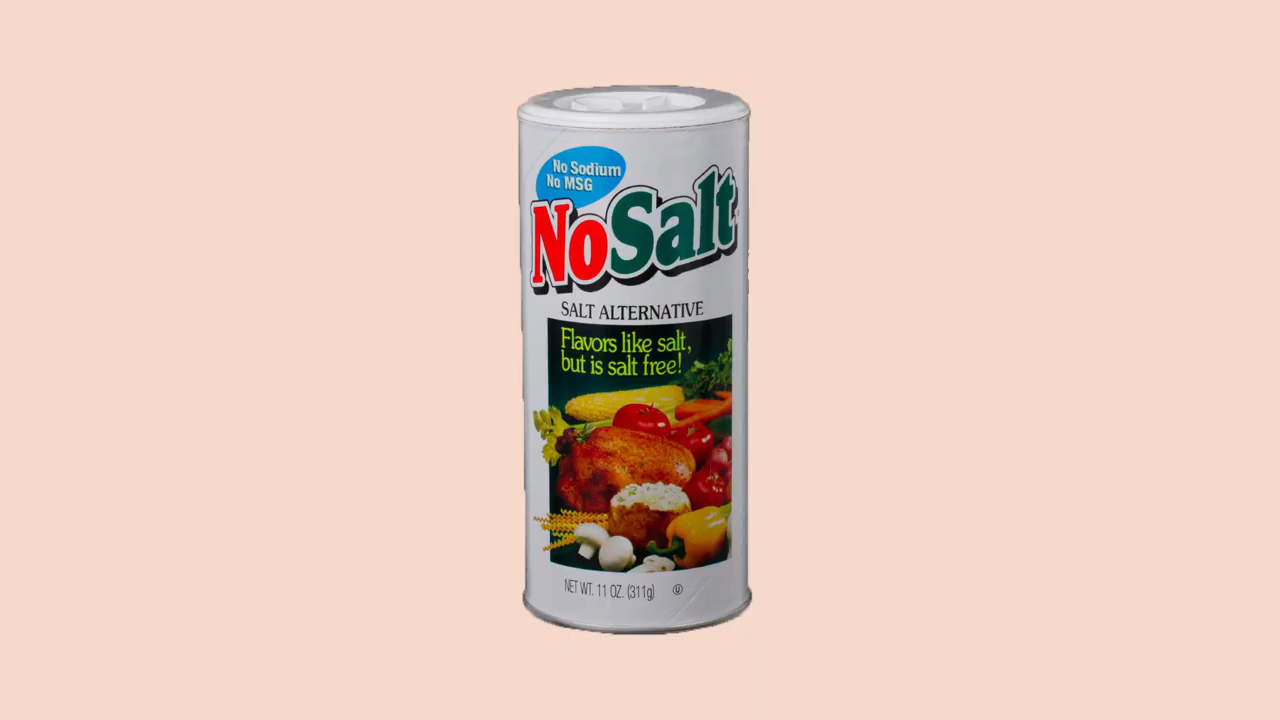 No Sodium
No MSG
NoSalt
SALT ALTERNATIVE
Flavors like salt,
but is salt free!
NET WT. 11 OZ. (311g) U